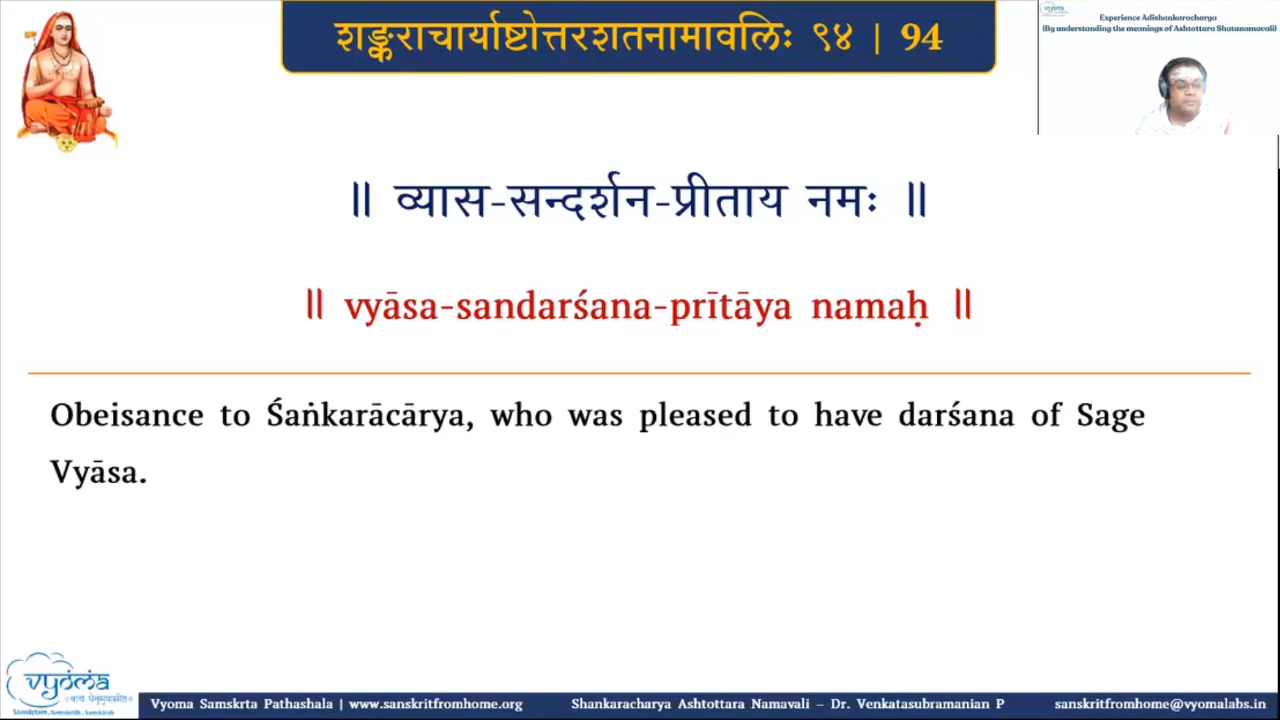 शङ्कराचार्याष्टोत्तरशतनामावलिः ९४ | 94
vyoma
Experience Adishankaracharya
(By understanding the meanings of Ashtottara Shatanamavali)
॥ व्यास-सन्दर्शन-प्रीताय नमः ॥
॥ vyāsa-sandarśana-prītāya namaḥ ॥
Obeisance to Śaṅkarācārya, who was pleased to have darśana of Sage
Vyāsa.
vyoma
Vyoma Samskrta Pathashala | www.sanskritfromhome.org Shankaracharya Ashtottara Namavali – Dr. Venkatasubramanian P sanskritfromhome@vyomalabs.in